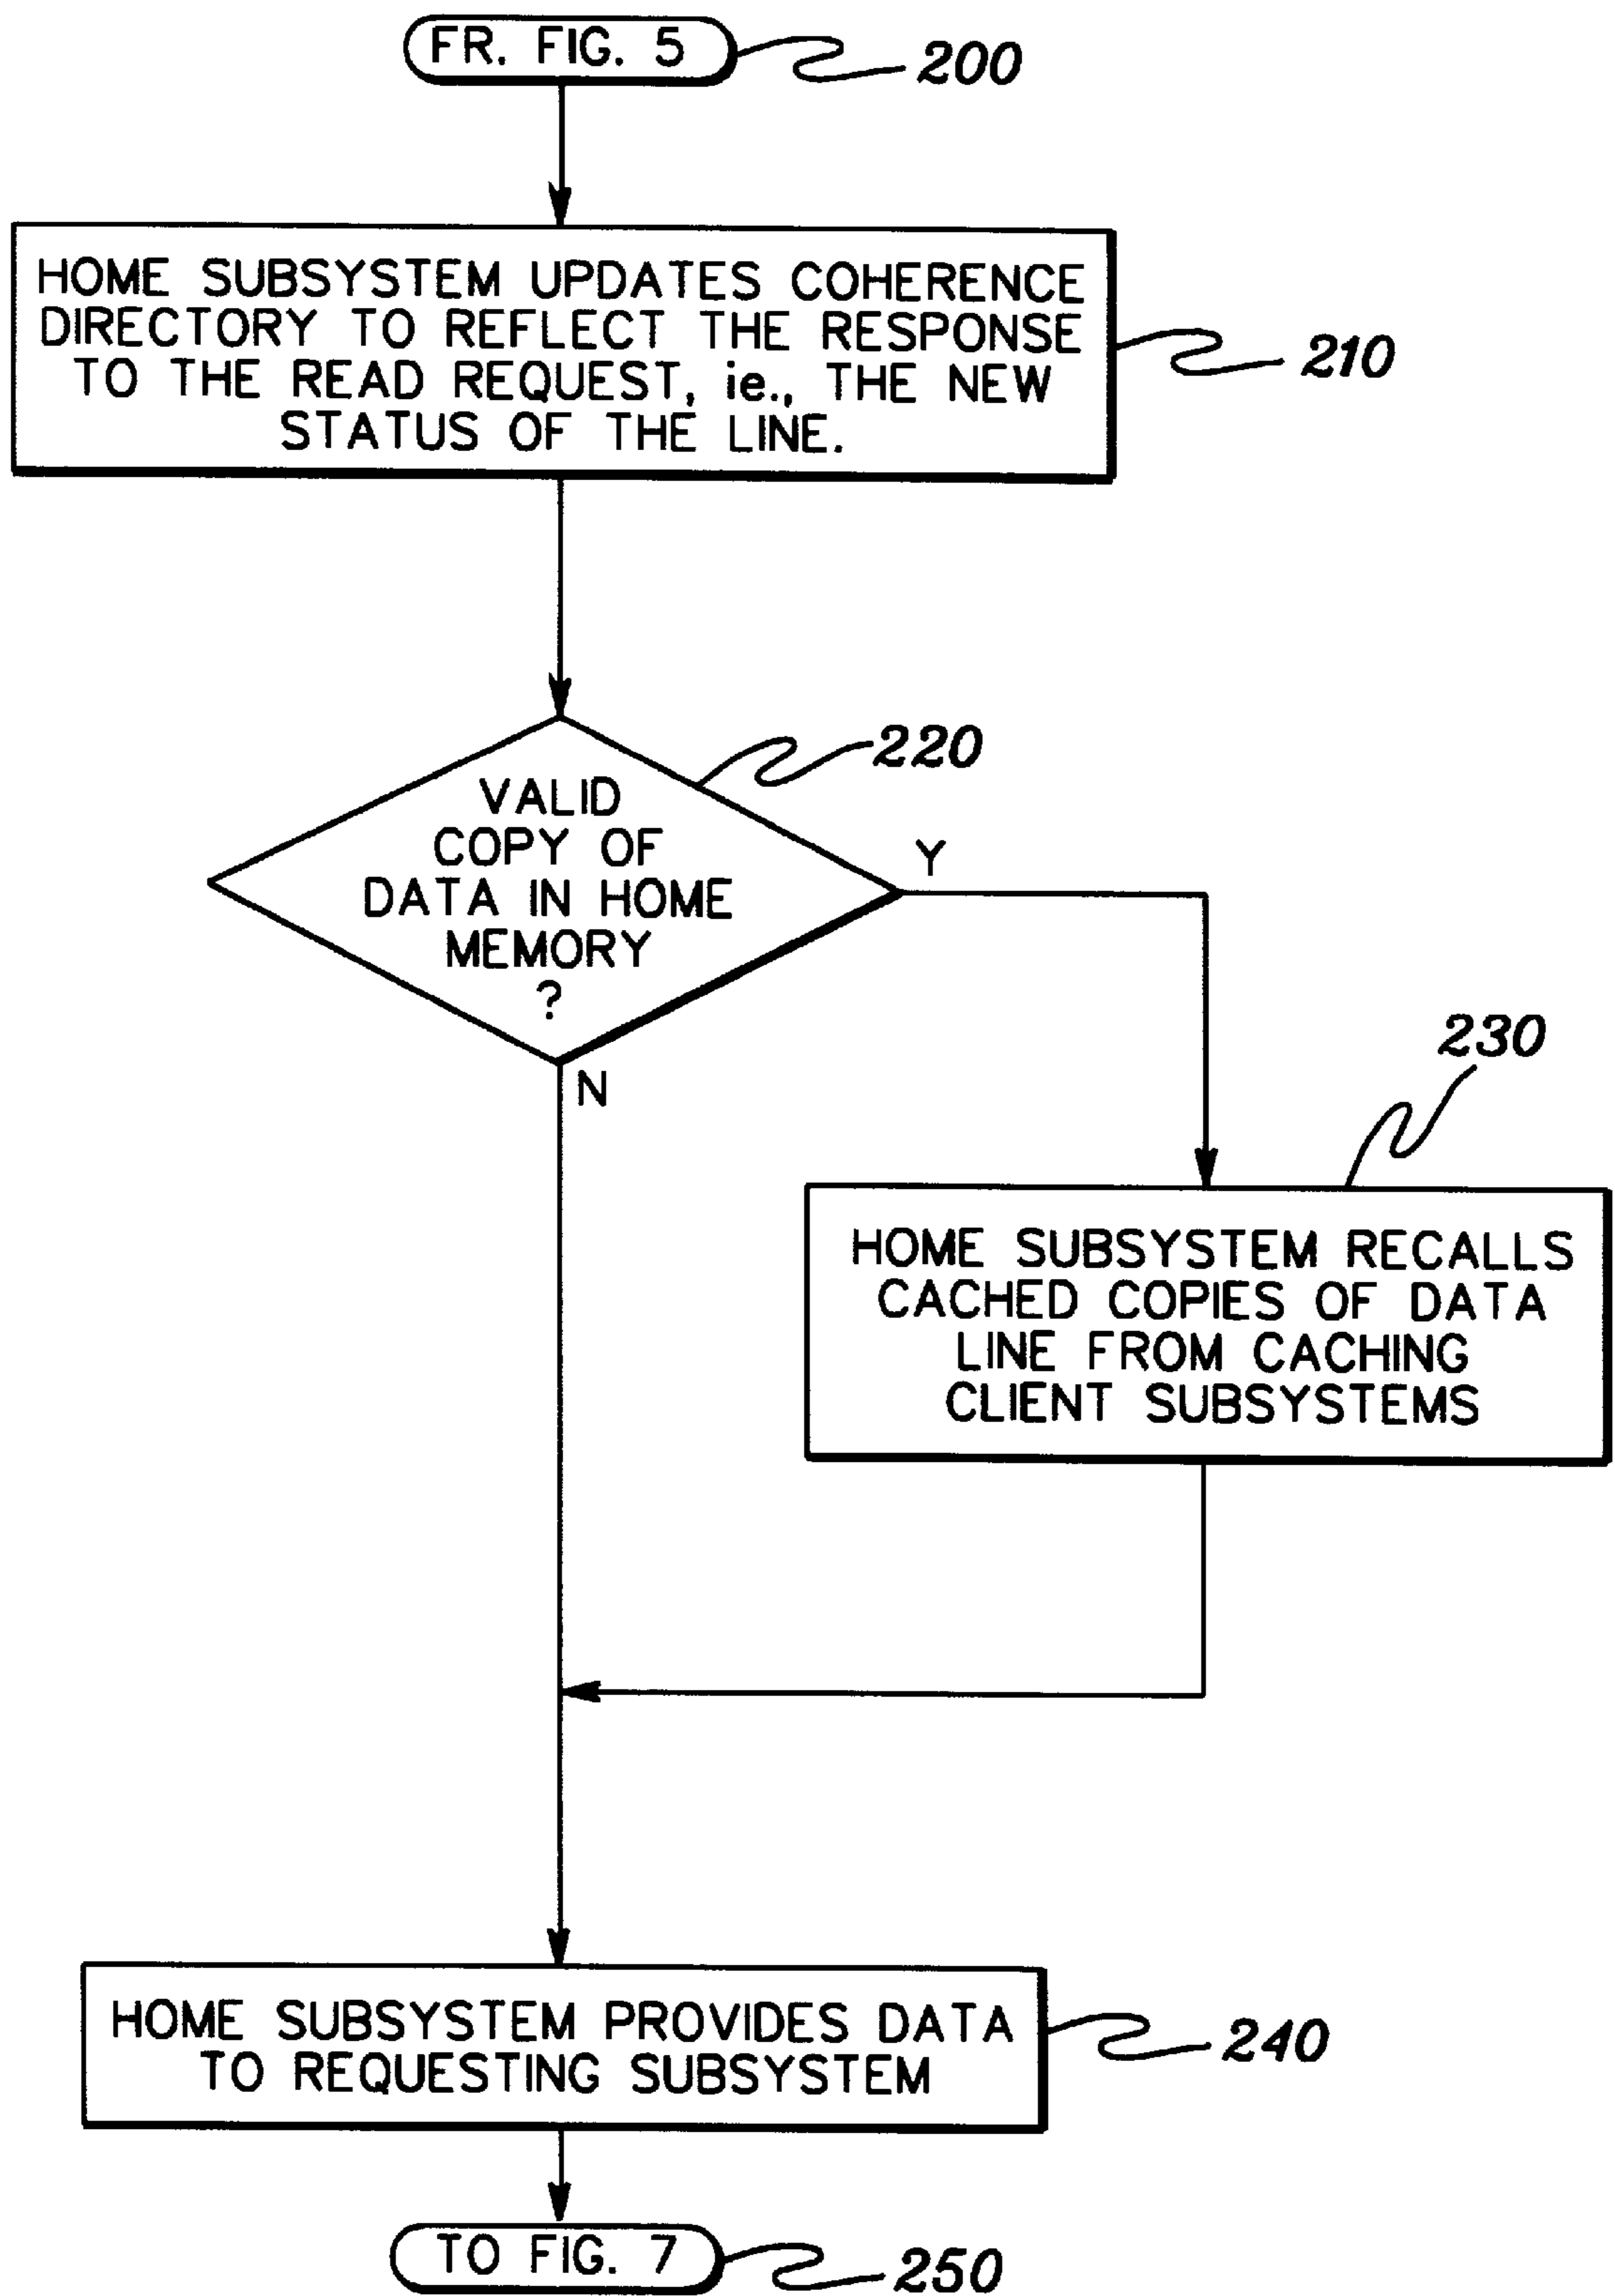 FR. FIG. 5
200
HOME SUBSYSTEM UPDATES COHERENCE
DIRECTORY TO REFLECT THE RESPONSE
TO THE READ REQUEST, ie., THE NEW
STATUS OF THE LINE.
210
220
VALID
COPY OF
DATA IN HOME
MEMORY
?
Y
N
230
HOME SUBSYSTEM RECALLS
CACHED COPIES OF DATA
LINE FROM CACHING
CLIENT SUBSYSTEMS
HOME SUBSYSTEM PROVIDES DATA
TO REQUESTING SUBSYSTEM
240
TO FIG. 7
250